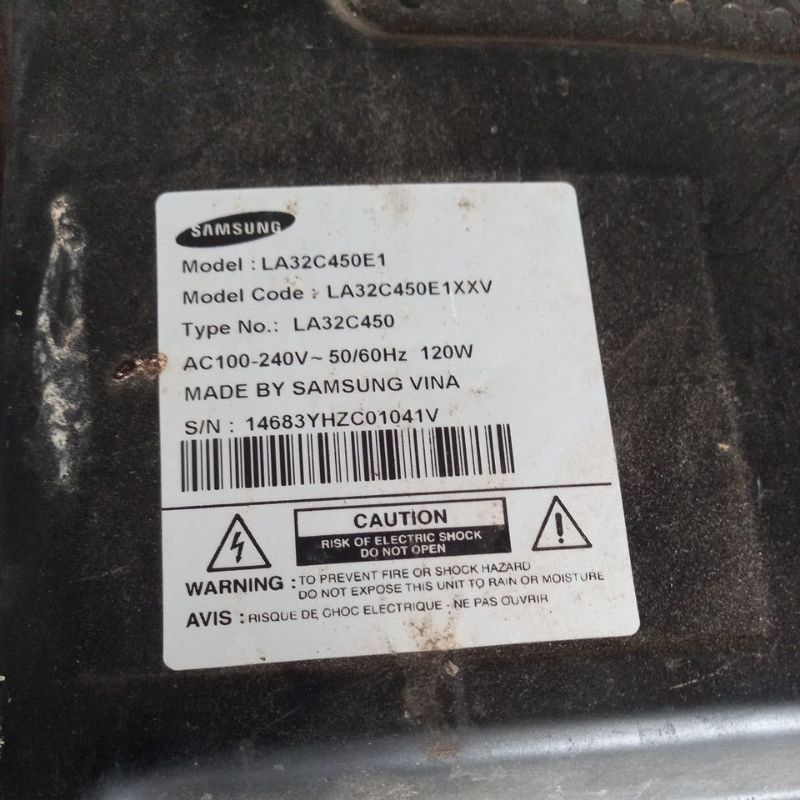 SAMSUNG
Model : LA32C450E1
Model Code : LA32C450E1XXV
Type No.: LA32C450
AC100-240V~ 50/60Hz 120W
MADE BY SAMSUNG VINA
S/N : 14683YHZC01041V
CAUTION
RISK OF ELECTRIC SHOCK
DO NOT OPEN
WARNING : TO PREVENT FIRE OR SHOCK HAZARD
DO NOT EXPOSE THIS UNIT TO RAIN OR MOISTURE
AVIS : RISQUE DE CHOC ELECTRIQUE - NE PAS OUVRIR